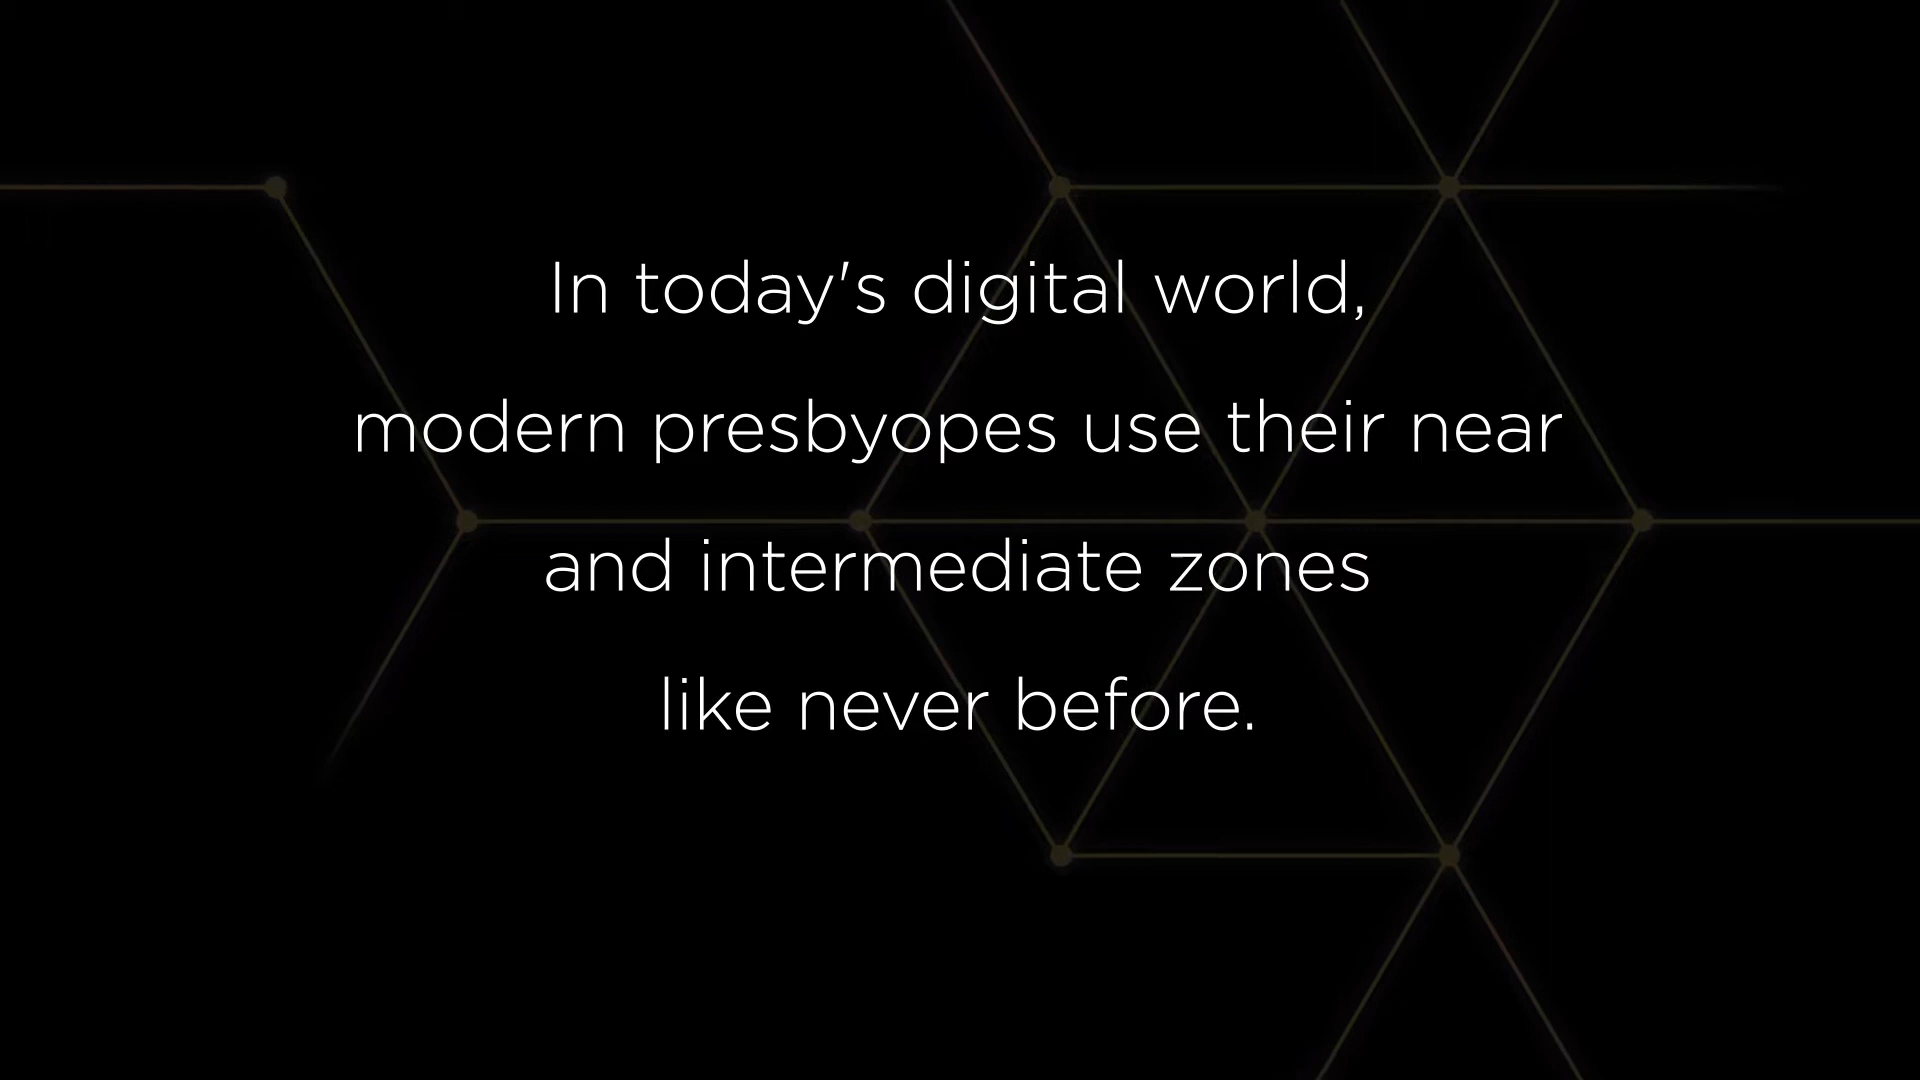 In today's digital world,
modern presbyopes use their near
and intermediate zones
like never before.